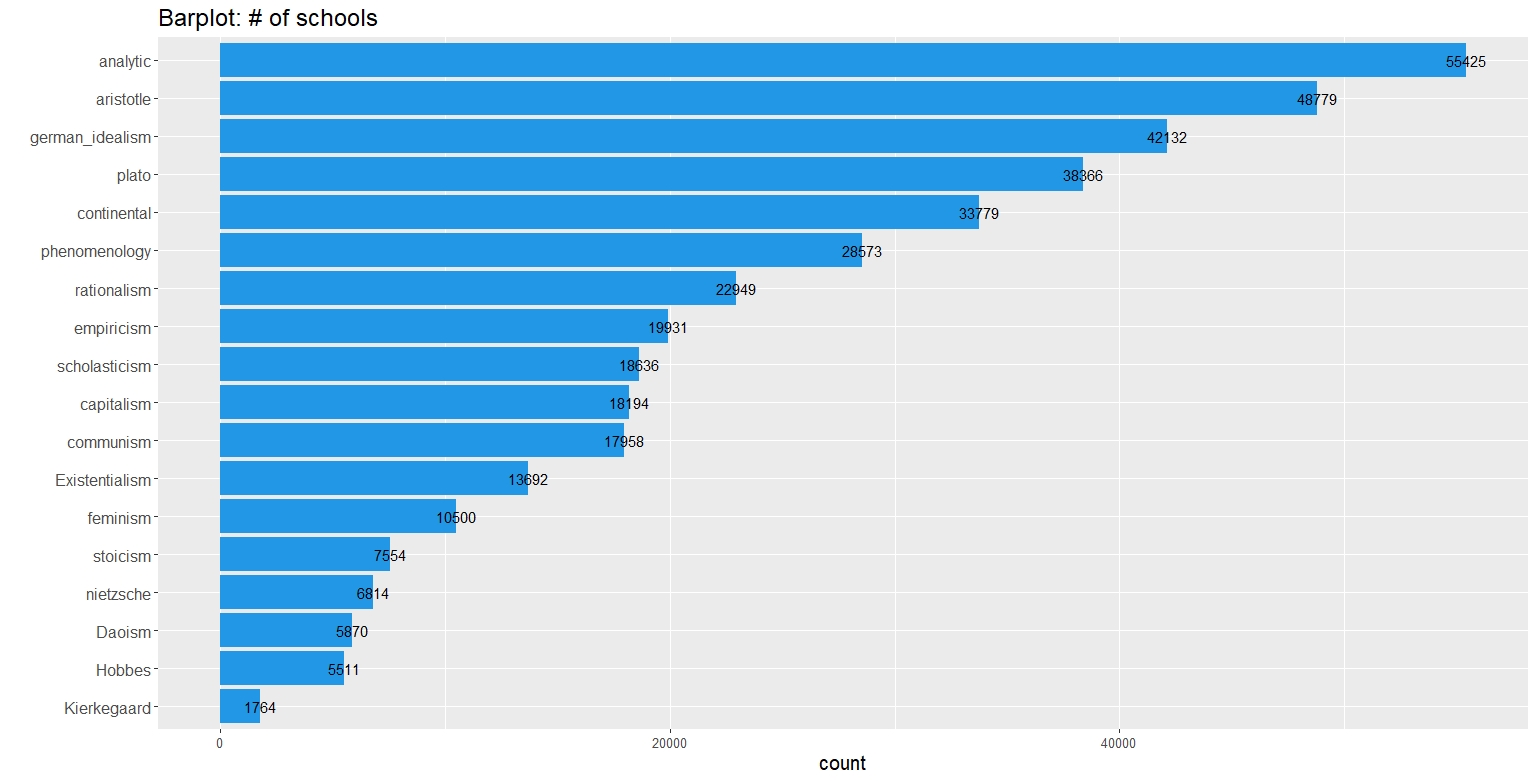 Barplot: # of schools
analytic 55425
aristotle 48779
german_idealism 42132
plato 38366
continental 33779
phenomenology 28573
rationalism 22949
empiricism 19931
scholasticism 18636
capitalism 18194
communism 17958
Existentialism 13692
feminism 10500
stoicism 7554
nietzsche 6814
Daoism 5870
Hobbes 5511
Kierkegaard 1764
0 20000 40000
count